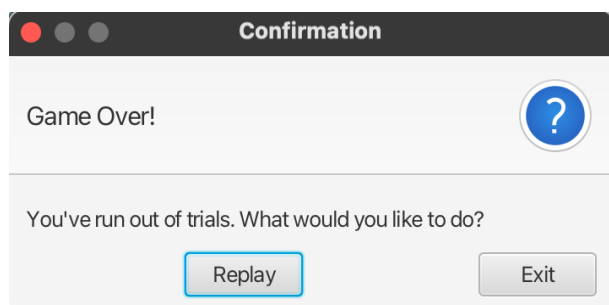 Confirmation
Game Over!
?
You've run out of trials. What would you like to do?
Replay Exit